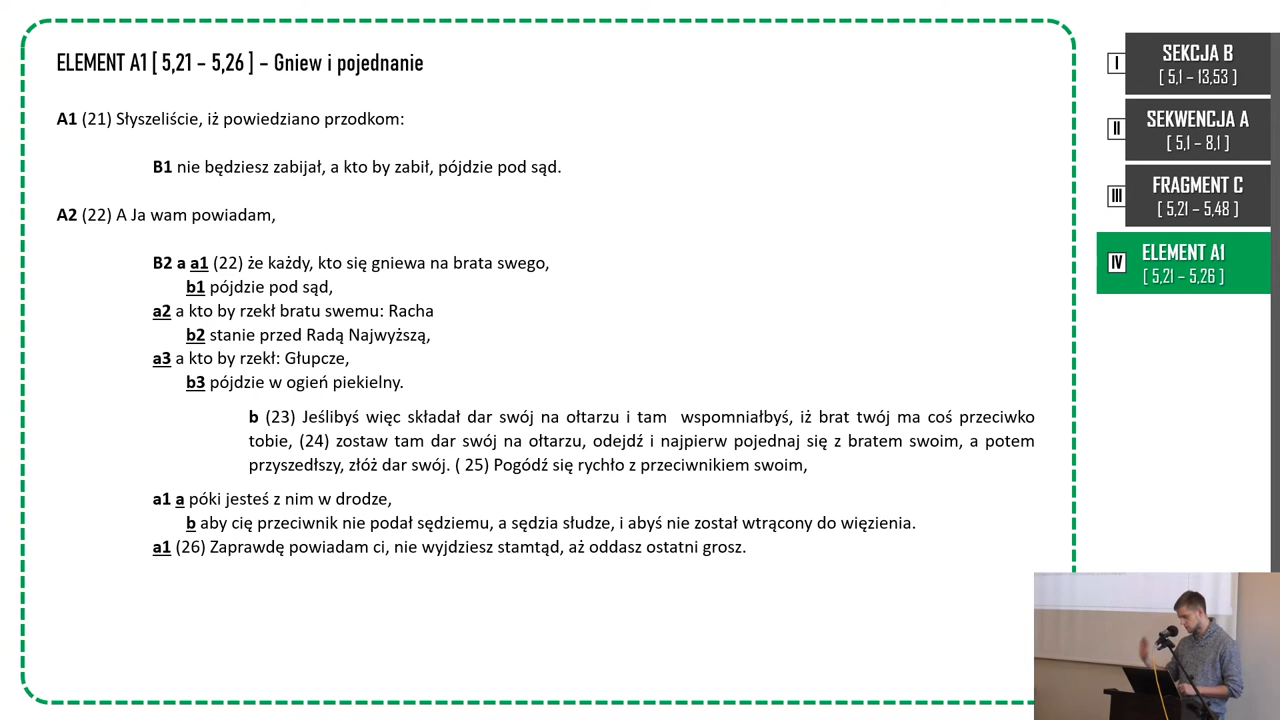 ELEMENT A1 [ 5,21 – 5,26 ] – Gniew i pojednanie
A1 (21) Słyszeliście, iż powiedziano przodkom:
B1 nie będziesz zabijał, a kto by zabił, pójdzie pod sąd.
A2 (22) A Ja wam powiadam,
B2 a a1 (22) że każdy, kto się gniewa na brata swego,
b1 pójdzie pod sąd,
a2 a kto by rzekł bratu swemu: Racha
b2 stanie przed Radą Najwyższą,
a3 a kto by rzekł: Głupcze,
b3 pójdzie w ogień piekielny.
b (23) Jeślibyś więc składał dar swój na ołtarzu i tam wspomniałbyś, iż brat twój ma coś przeciwko
tobie, (24) zostaw tam dar swój na ołtarzu, odejdź i najpierw pojednaj się z bratem swoim, a potem
przyszedłszy, złóż dar swój. ( 25) Pogódź się rychło z przeciwnikiem swoim,
a1 a póki jesteś z nim w drodze,
b aby cię przeciwnik nie podał sędziemu, a sędzia słudze, i abyś nie został wtrącony do więzienia.
a1 (26) Zaprawdę powiadam ci, nie wyjdziesz stamtąd, aż oddasz ostatni grosz.
I
SEKCJA B
[ 5,1 – 13,53 ]
II
SEKWENCJA A
[ 5,1 – 8,1 ]
III
FRAGMENT C
[ 5,21 – 5,48 ]
IV
ELEMENT A1
[ 5,21 – 5,26 ]